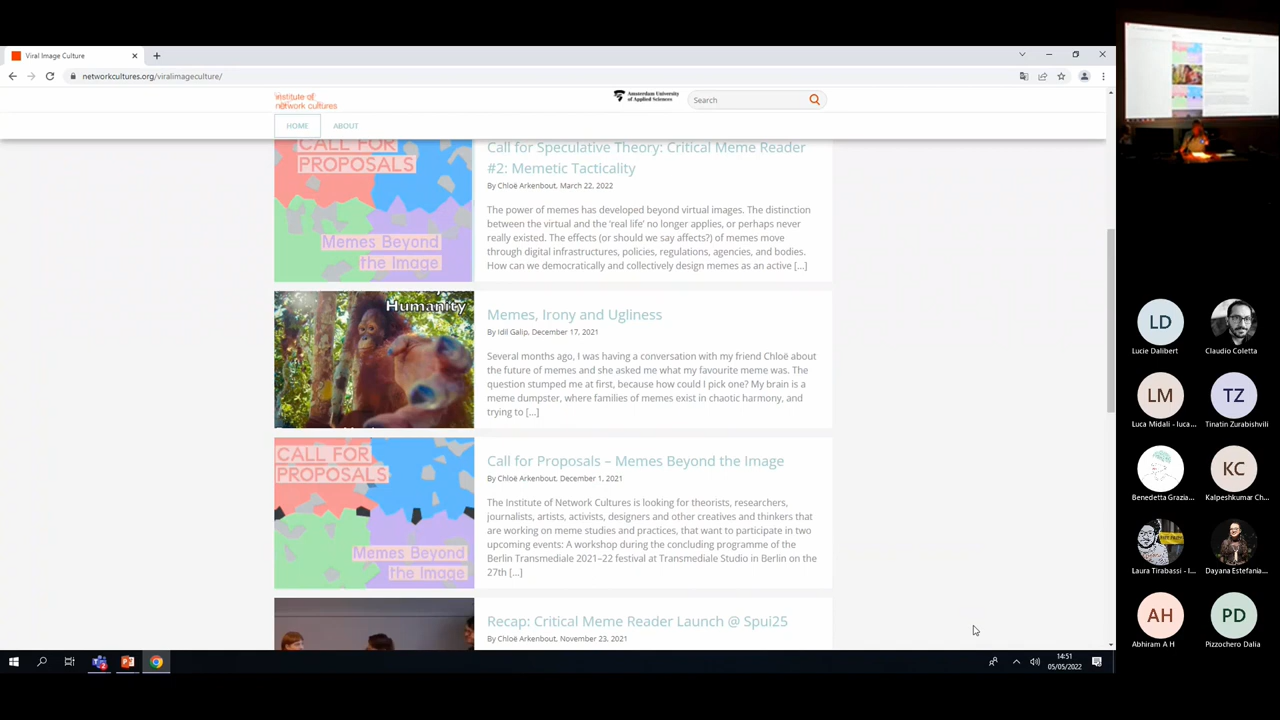 Viral Image Culture
networkcultures.org/viralimageculture/
institute of
network cultures
Amsterdam University
of Applied Sciences
Search
HOME
ABOUT
CALL FOR
PROPOSALS
Memes Beyond
the Image
Call for Speculative Theory: Critical Meme Reader
#2: Memetic Tacticality
By Chloë Arkenbout, March 22, 2022
The power of memes has developed beyond virtual images. The distinction
between the virtual and the ‘real life’ no longer applies, or perhaps never
really existed. The effects (or should we say affects?) of memes move
through digital infrastructures, policies, regulations, agencies, and bodies.
How can we democratically and collectively design memes as an active [...]
Humanity
Memes, Irony and Ugliness
By Idil Galip, December 17, 2021
Several months ago, I was having a conversation with my friend Chloë about
the future of memes and she asked me what my favourite meme was. The
question stumped me at first, because how could I pick one? My brain is a
meme dumpster, where families of memes exist in chaotic harmony, and
trying to [...]
CALL FOR
PROPOSALS
Memes Beyond
the Image
Call for Proposals – Memes Beyond the Image
By Chloë Arkenbout, December 1, 2021
The Institute of Network Cultures is looking for theorists, researchers,
journalists, artists, activists, designers and other creatives and thinkers that
are working on meme studies and practices, that want to participate in two
upcoming events: A workshop during the concluding programme of the
Berlin Transmediale 2021–22 festival at Transmediale Studio in Berlin on the
27th [...]
Recap: Critical Meme Reader Launch @ Spui25
By Chloë Arkenbout, November 23, 2021
14:51
05/05/2022
LD
Lucie Dalibert
Claudio Coletta
LM
Luca Midali - luca...
TZ
Tinatin Zurabishvili
Benedetta Grazia...
KC
Kalpeshkumar Ch...
Laura Tirabassi - l...
Dayana Estefania...
AH
Abhiram A H
PD
Pizzochero Dalia